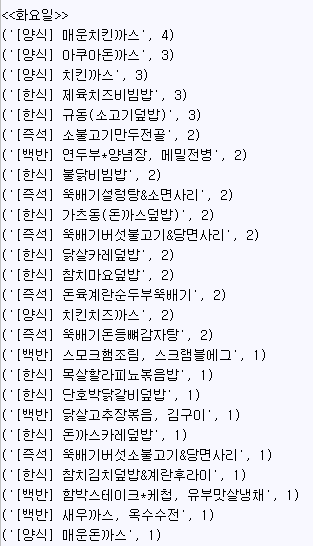 <<화요일>>
('[양식] 매운치킨까스', 4)
('[양식] 아쿠아돈까스', 3)
('[양식] 치킨까스', 3)
('[한식] 제육치즈비빔밥', 3)
('[한식] 규동(소고기덮밥)', 3)
('[즉석] 소불고기만두전골', 2)
('[백반] 연두부*양념장, 메밀전병', 2)
('[한식] 불닭비빔밥', 2)
('[즉석] 뚝배기설렁탕&소면사리', 2)
('[한식] 가츠동(돈까스덮밥)', 2)
('[즉석] 뚝배기버섯불고기&당면사리', 2)
('[한식] 닭살카레덮밥', 2)
('[한식] 참치마요덮밥', 2)
('[즉석] 돈육계란순두부뚝배기', 2)
('[양식] 치킨치즈까스', 2)
('[즉석] 뚝배기돈등뼈감자탕', 2)
('[백반] 스모크햄조림, 스크램블에그', 1)
('[한식] 목살할라피뇨볶음밥', 1)
('[한식] 단호박닭갈비덮밥', 1)
('[백반] 닭살고추장볶음, 김구이', 1)
('[한식] 돈까스카레덮밥', 1)
('[즉석] 뚝배기버섯소불고기&당면사리', 1)
('[한식] 참치김치덮밥&계란후라이', 1)
('[백반] 함박스테이크*케첩, 유부맛살냉채', 1)
('[백반] 새우까스, 옥수수전', 1)
('[양식] 매운돈까스', 1)